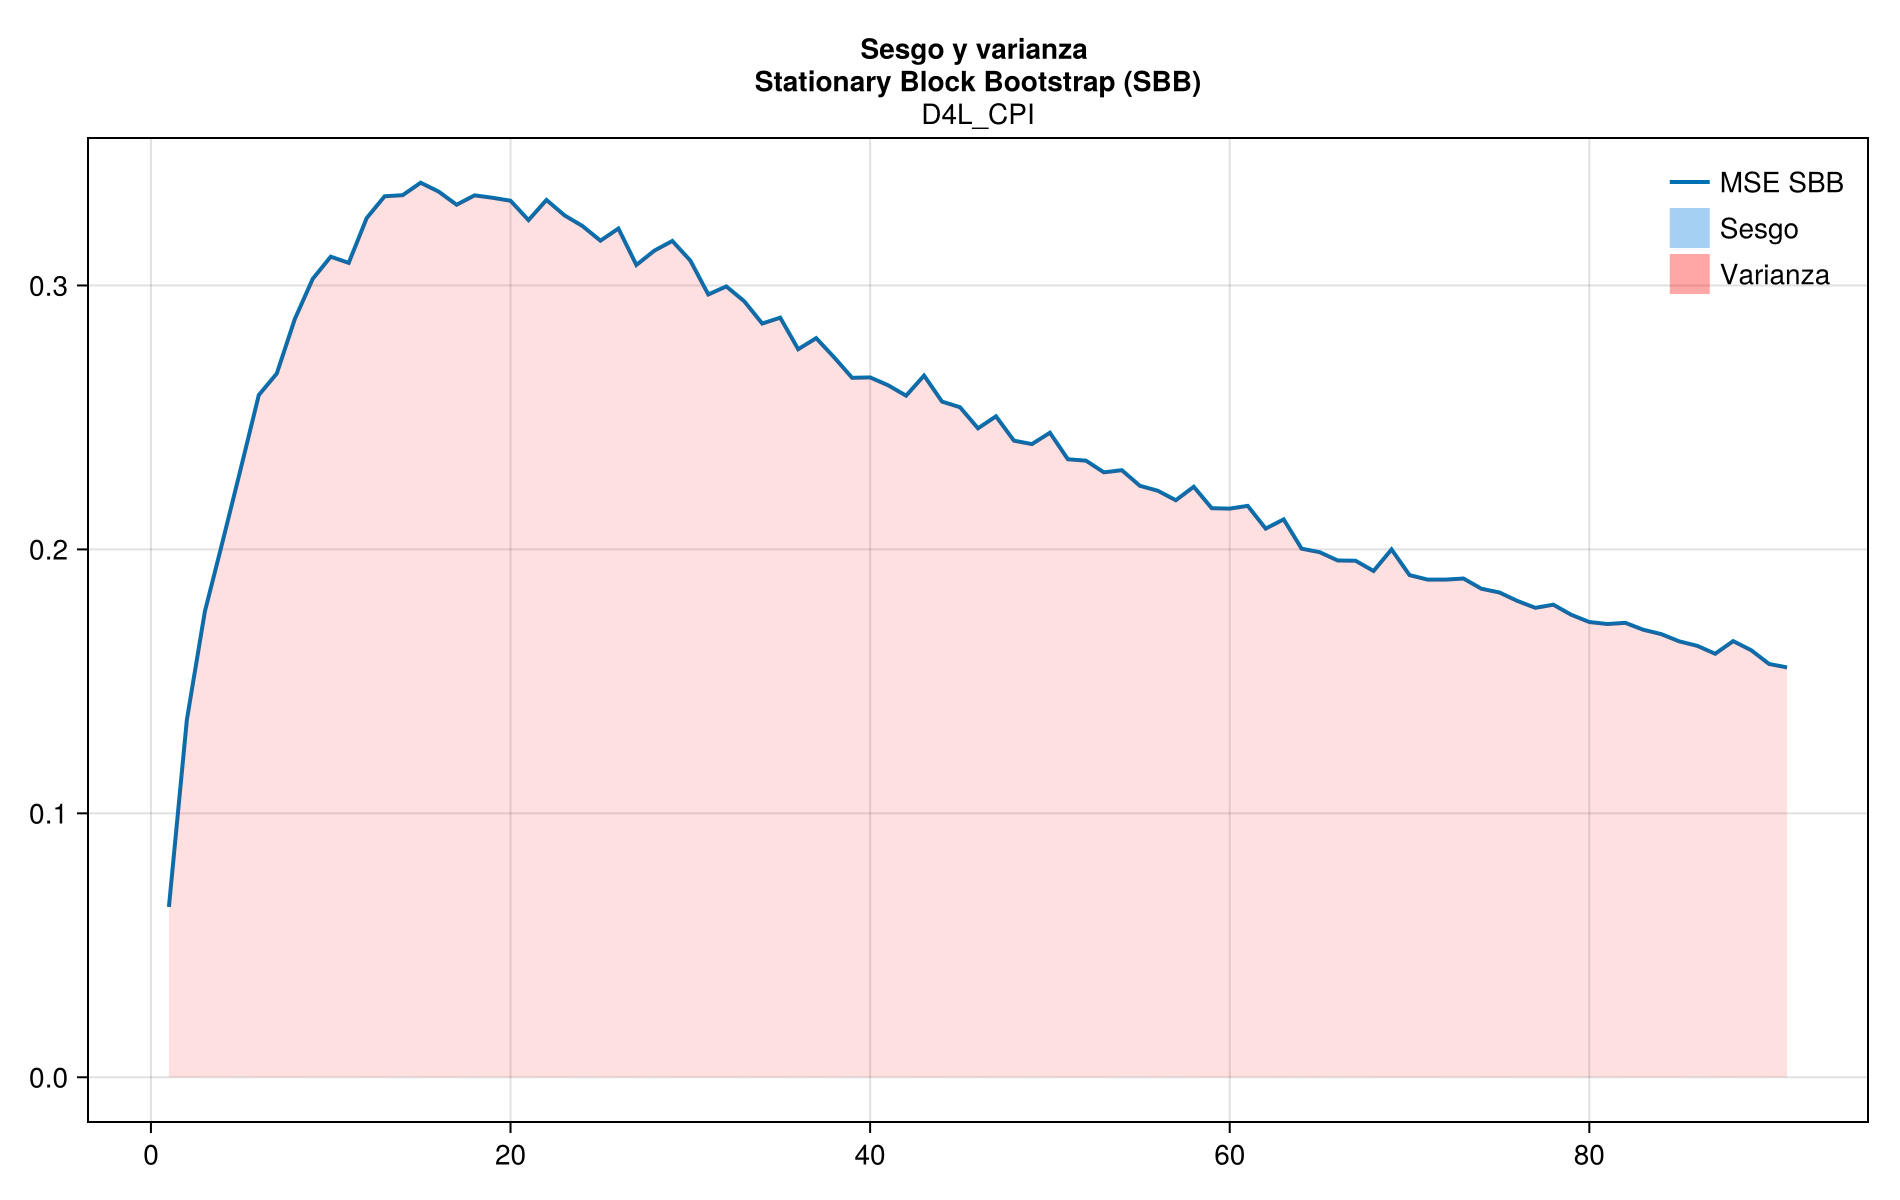 Sesgo y varianza
Stationary Block Bootstrap (SBB)
D4L_CPI
MSE SBB
Sesgo
Varianza
0.3
0.2
0.1
0.0
0 20 40 60 80